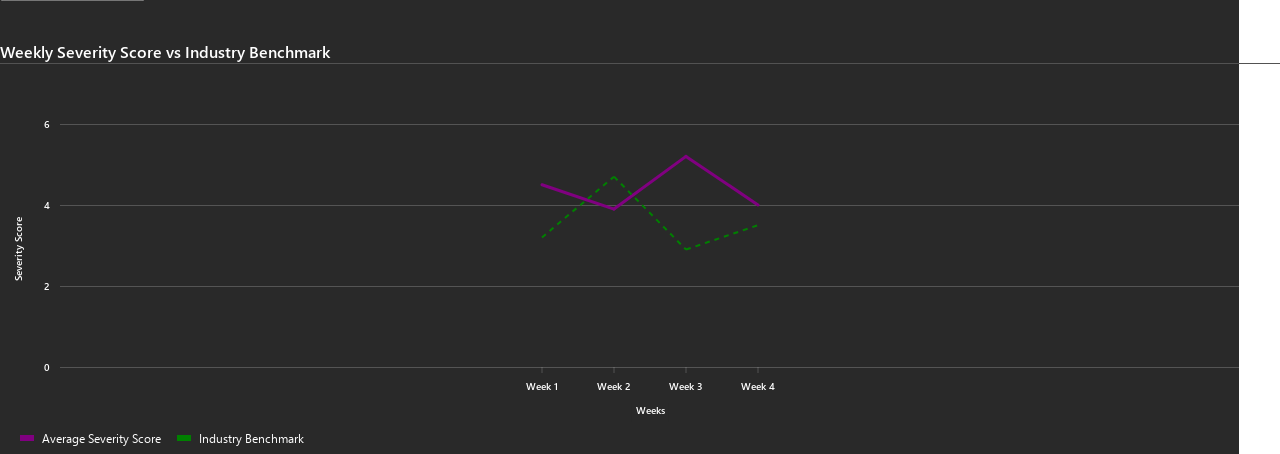 Weekly Severity Score vs Industry Benchmark
6
4
2
0
Severity Score
Week 1 Week 2 Week 3 Week 4
Weeks
Average Severity Score Industry Benchmark